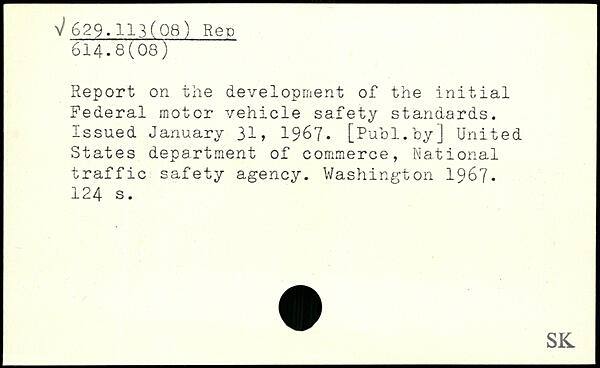 √ 629.113(08) Rep
614.8(08)
Report on the development of the initial
Federal motor vehicle safety standards.
Issued January 31, 1967. [Publ.by] United
States department of commerce, National
traffic safety agency. Washington 1967.
124 s.
SK